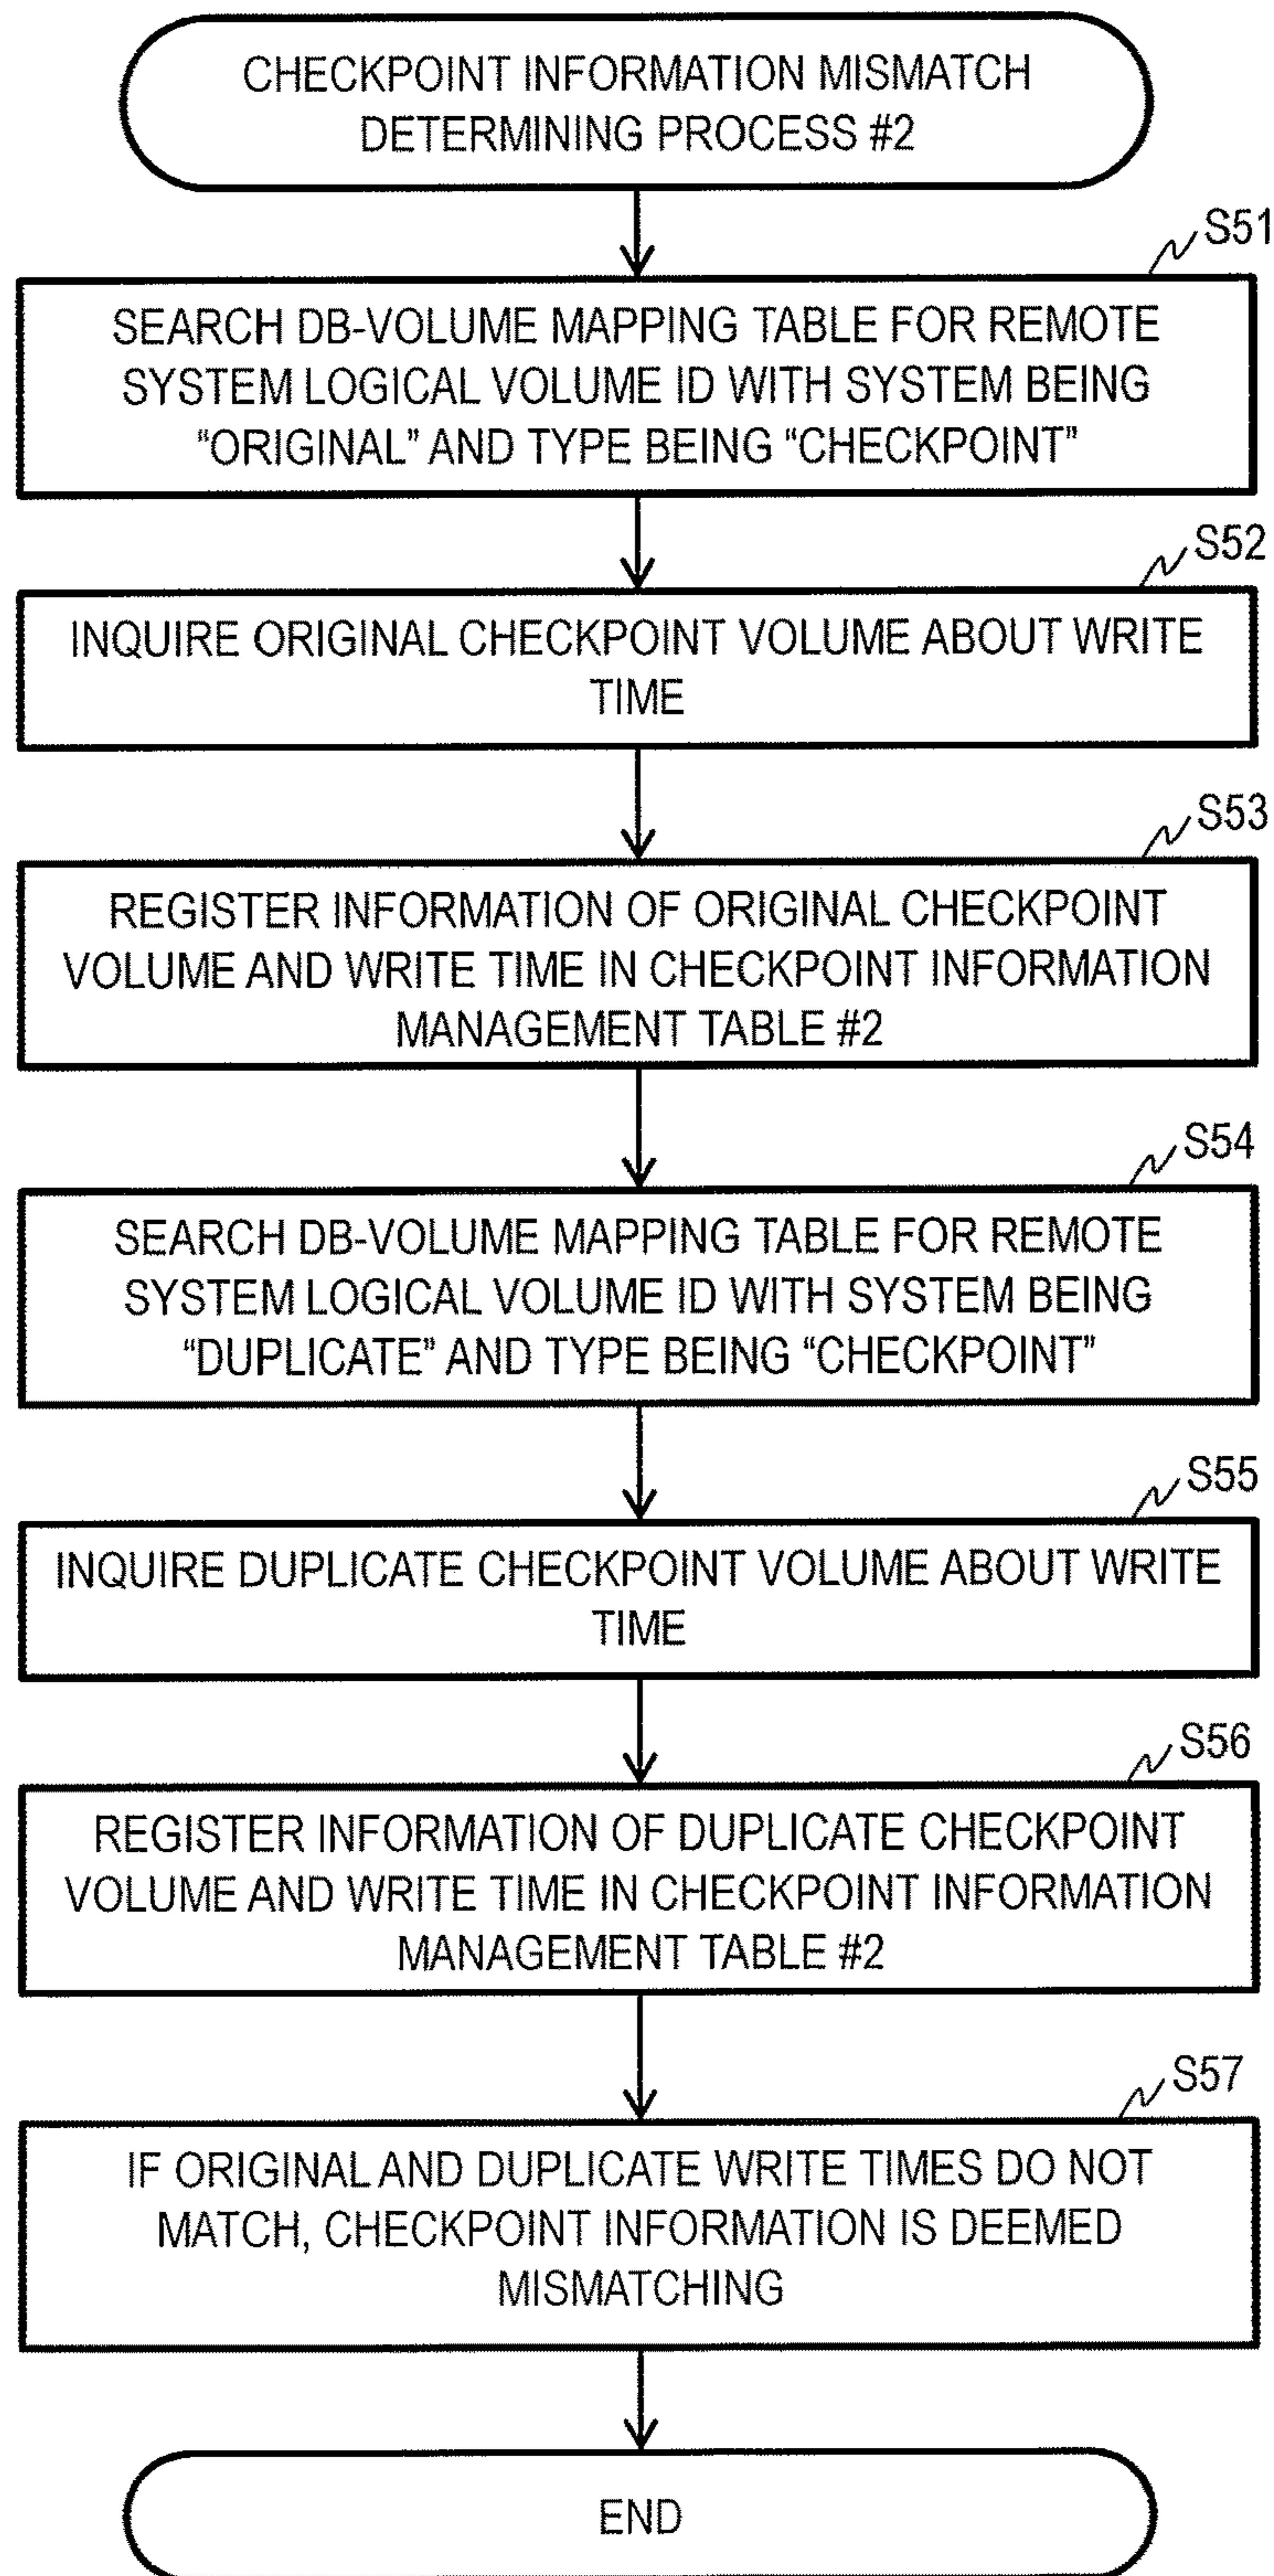 CHECKPOINT INFORMATION MISMATCH
DETERMINING PROCESS #2
S51
SEARCH DB-VOLUME MAPPING TABLE FOR REMOTE
SYSTEM LOGICAL VOLUME ID WITH SYSTEM BEING
“ORIGINAL” AND TYPE BEING “CHECKPOINT”
S52
INQUIRE ORIGINAL CHECKPOINT VOLUME ABOUT WRITE
TIME
S53
REGISTER INFORMATION OF ORIGINAL CHECKPOINT
VOLUME AND WRITE TIME IN CHECKPOINT INFORMATION
MANAGEMENT TABLE #2
S54
SEARCH DB-VOLUME MAPPING TABLE FOR REMOTE
SYSTEM LOGICAL VOLUME ID WITH SYSTEM BEING
“DUPLICATE” AND TYPE BEING “CHECKPOINT”
S55
INQUIRE DUPLICATE CHECKPOINT VOLUME ABOUT WRITE
TIME
S56
REGISTER INFORMATION OF DUPLICATE CHECKPOINT
VOLUME AND WRITE TIME IN CHECKPOINT INFORMATION
MANAGEMENT TABLE #2
S57
IF ORIGINAL AND DUPLICATE WRITE TIMES DO NOT
MATCH, CHECKPOINT INFORMATION IS DEEMED
MISMATCHING
END